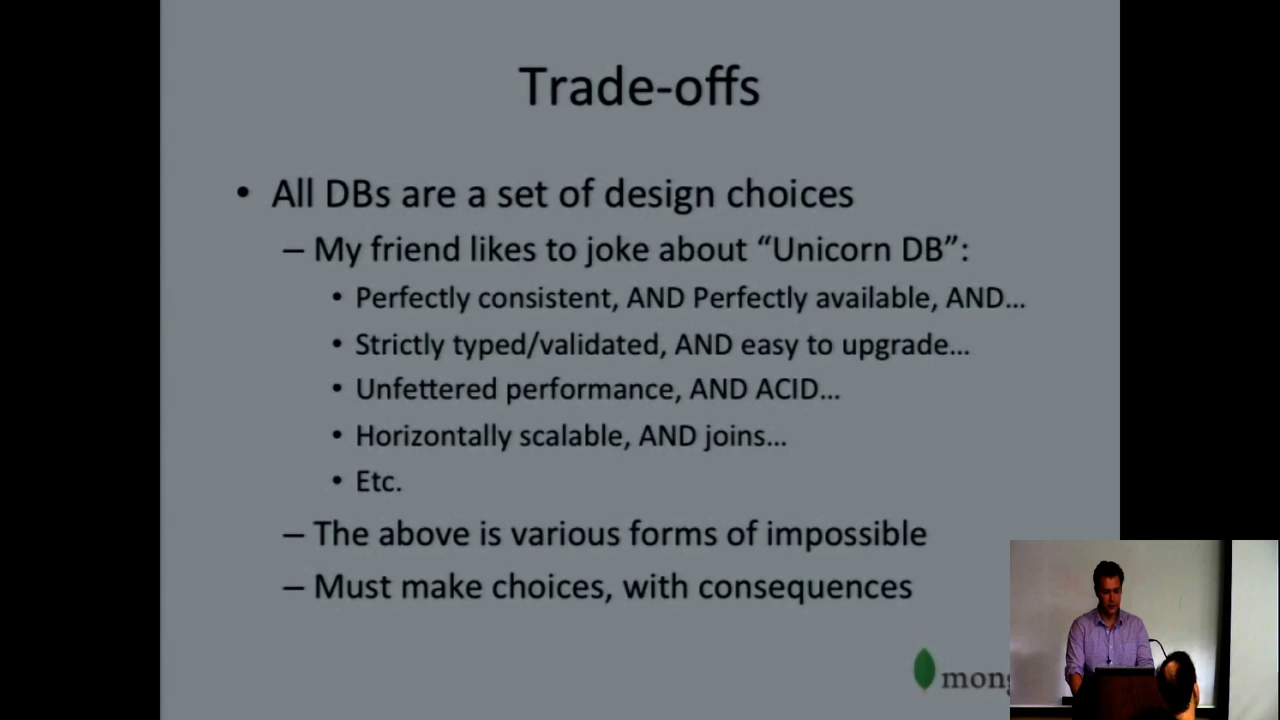 Trade-offs
• All DBs are a set of design choices
– My friend likes to joke about “Unicorn DB”:
• Perfectly consistent, AND Perfectly available, AND…
• Strictly typed/validated, AND easy to upgrade…
• Unfettered performance, AND ACID…
• Horizontally scalable, AND joins…
• Etc.
– The above is various forms of impossible
– Must make choices, with consequences